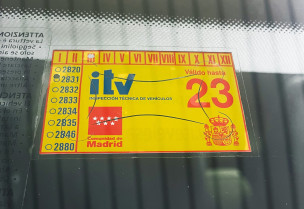 ATTENZIONE
I II III IV V VI VII VIII IX X XI XII
2820
2831
2832
2833
2834
2835
2846
2880
itv
INSPECCIÓN TÉCNICA DE VEHÍCULOS
Válido hasta
23
Comunidad de
Madrid